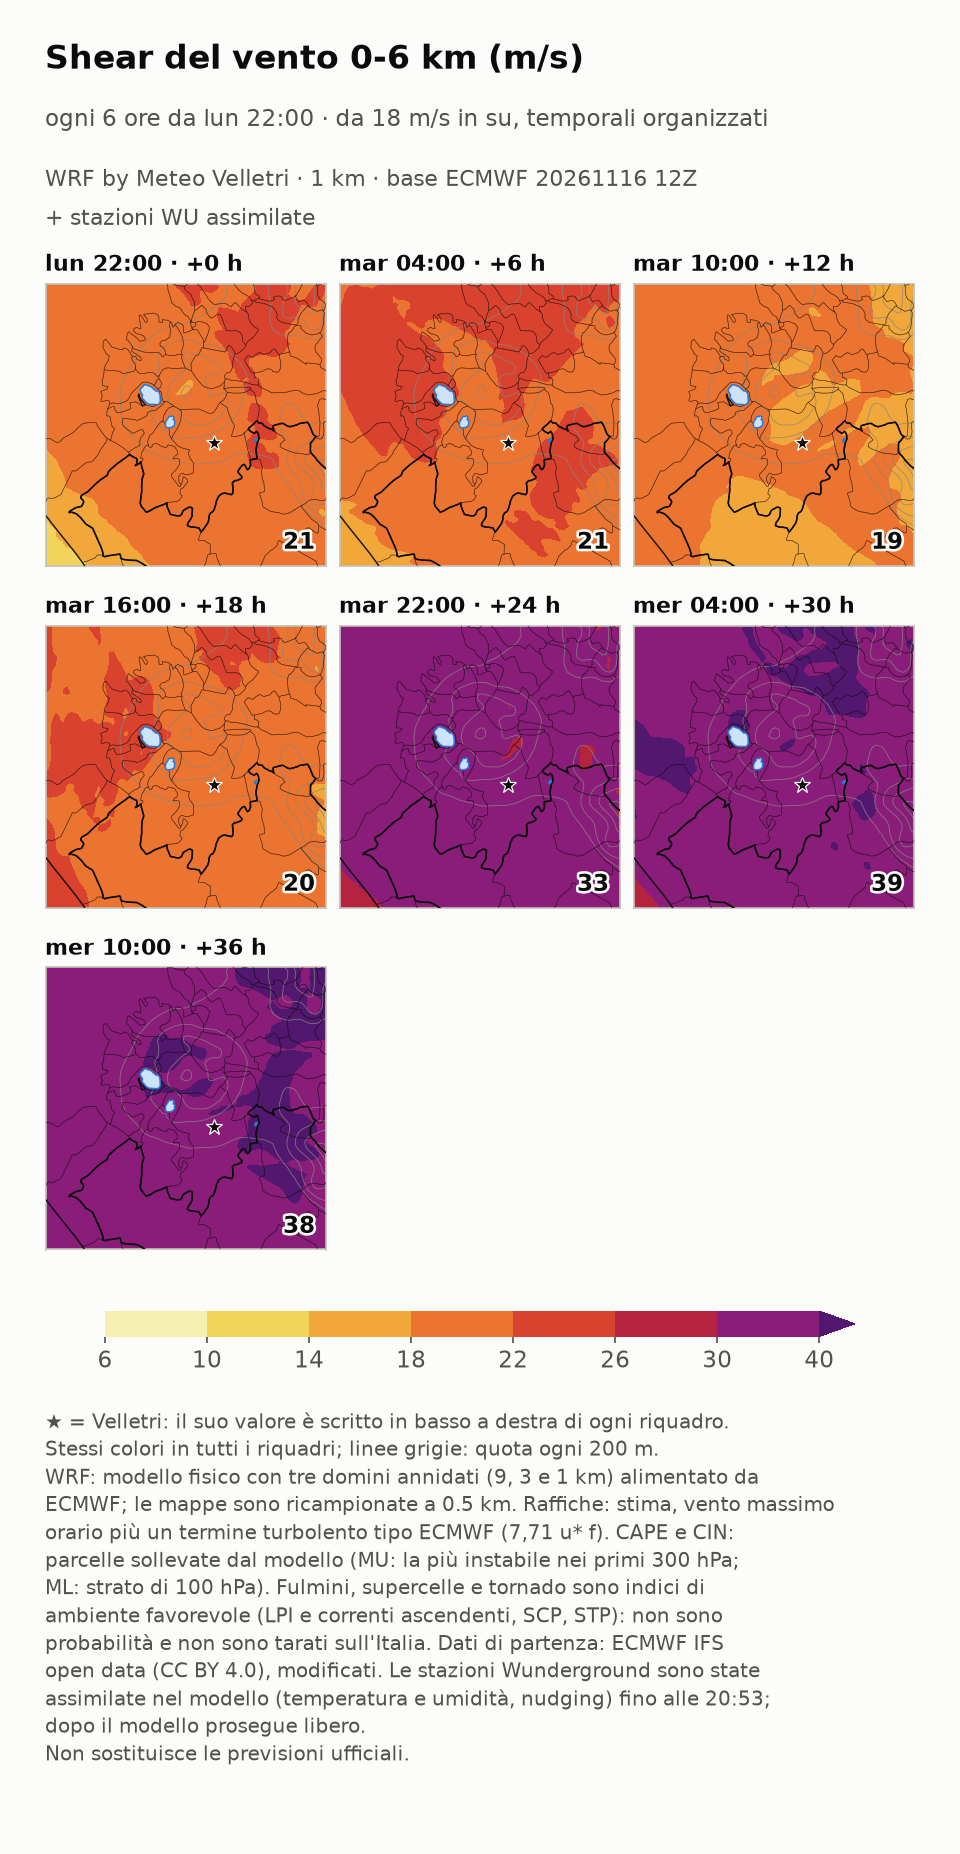 Shear del vento 0-6 km (m/s)
ogni 6 ore da lun 22:00 · da 18 m/s in su, temporali organizzati
WRF by Meteo Velletri · 1 km · base ECMWF 20261116 12Z
+ stazioni WU assimilate
lun 22:00 · +0 h
mar 04:00 · +6 h
mar 10:00 · +12 h
21
21
19
mar 16:00 · +18 h
mar 22:00 · +24 h
mer 04:00 · +30 h
20
33
39
mer 10:00 · +36 h
38
6 10 14 18 22 26 30 40
★ = Velletri: il suo valore è scritto in basso a destra di ogni riquadro.
Stessi colori in tutti i riquadri; linee grigie: quota ogni 200 m.
WRF: modello fisico con tre domini annidati (9, 3 e 1 km) alimentato da
ECMWF; le mappe sono ricampionate a 0.5 km. Raffiche: stima, vento massimo
orario più un termine turbolento tipo ECMWF (7,71 u* f). CAPE e CIN:
parcelle sollevate dal modello (MU: la più instabile nei primi 300 hPa;
ML: strato di 100 hPa). Fulmini, supercelle e tornado sono indici di
ambiente favorevole (LPI e correnti ascendenti, SCP, STP): non sono
probabilità e non sono tarati sull'Italia. Dati di partenza: ECMWF IFS
open data (CC BY 4.0), modificati. Le stazioni Wunderground sono state
assimilate nel modello (temperatura e umidità, nudging) fino alle 20:53;
dopo il modello prosegue libero.
Non sostituisce le previsioni ufficiali.